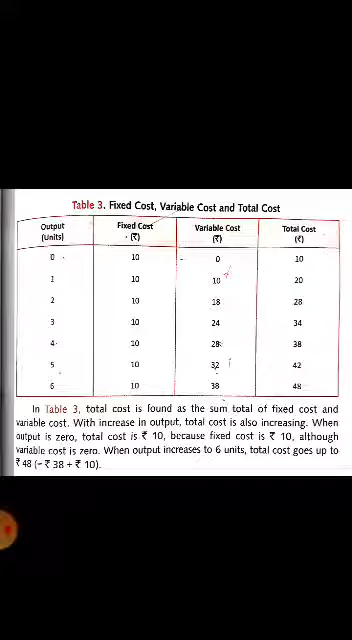 Table 3. Fixed Cost, Variable Cost and Total Cost
Output (Units) Fixed Cost (₹) Variable Cost (₹) Total Cost (₹)
0 10 0 10
1 10 10 20
2 10 18 28
3 10 24 34
4 10 28 38
5 10 32 42
6 10 38 48
In Table 3, total cost is found as the sum total of fixed cost and
variable cost. With increase in output, total cost is also increasing. When
output is zero, total cost is ₹ 10, because fixed cost is ₹ 10, although
variable cost is zero. When output increases to 6 units, total cost goes up to
₹ 48 (= ₹ 38 + ₹ 10).